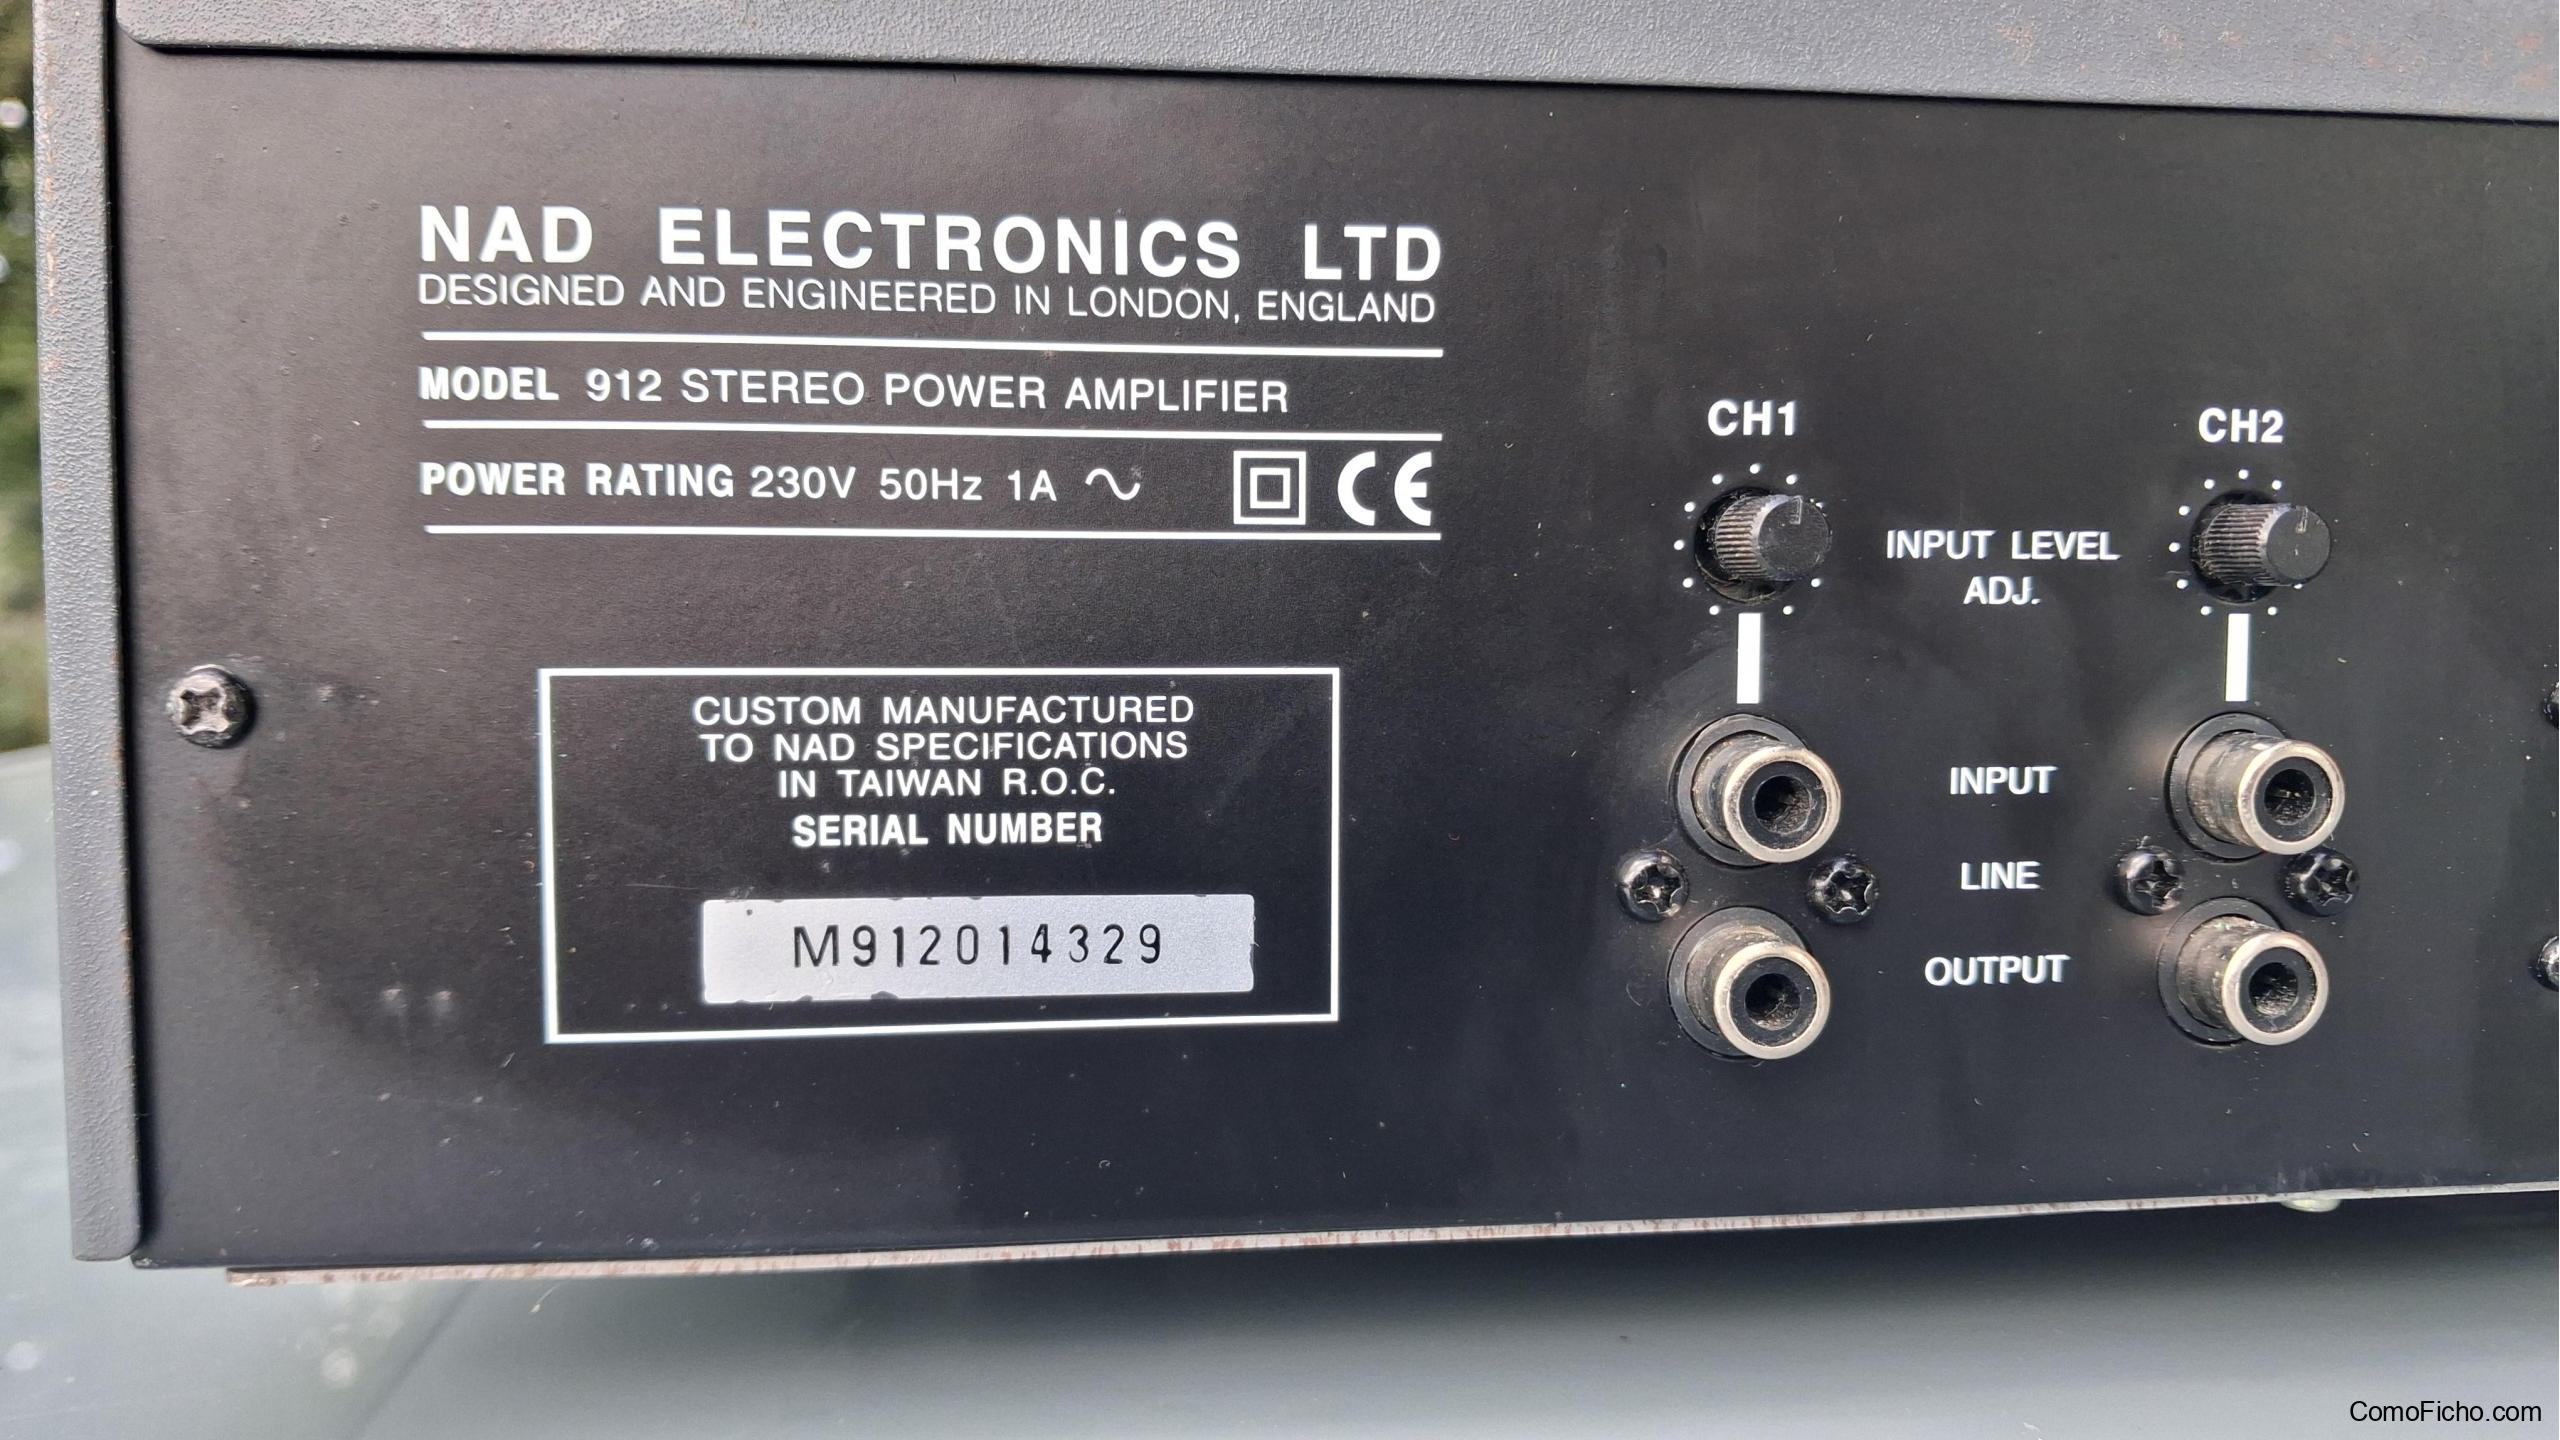 NAD ELECTRONICS LTD
DESIGNED AND ENGINEERED IN LONDON, ENGLAND
MODEL 912 STEREO POWER AMPLIFIER
POWER RATING 230V 50Hz 1A ~ CE
CUSTOM MANUFACTURED
TO NAD SPECIFICATIONS
IN TAIWAN R.O.C.
SERIAL NUMBER
M912014329
CH1 CH2
INPUT LEVEL
ADJ.
INPUT
LINE
OUTPUT
ComoFicho.com